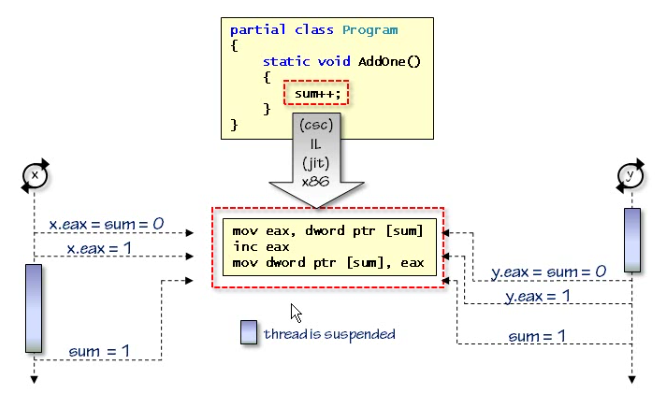 partial class Program
{
static void AddOne()
{
sum++;
}
}
(csc)
IL
(jit)
x86
x
y
x.eax = sum = 0
x.eax = 1
mov eax, dword ptr [sum]
inc eax
mov dword ptr [sum], eax
y.eax = sum = 0
y.eax = 1
thread is suspended
sum = 1
sum = 1